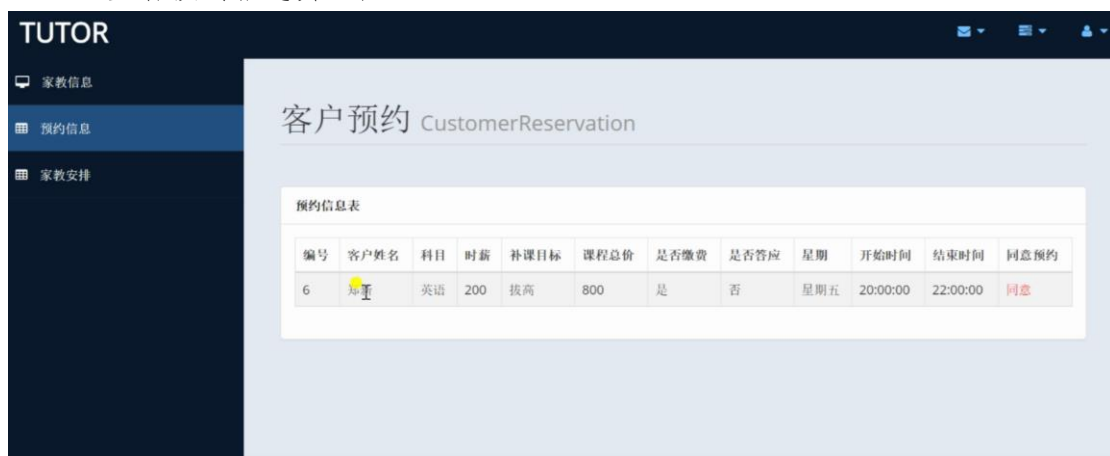 TUTOR
家教信息
预约信息
家教安排
客户预约 CustomerReservation
预约信息表
编号 客户姓名 科目 时薪 补课目标 课程总价 是否缴费 是否答应 星期 开始时间 结束时间 同意预约
6 英语 200 拔高 800 是 否 星期五 20:00:00 22:00:00 同意